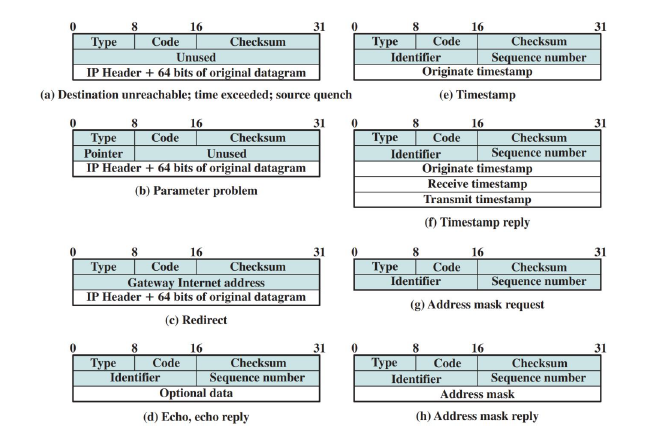 0 8 16 31
Type Code Checksum
Unused
IP Header + 64 bits of original datagram
(a) Destination unreachable; time exceeded; source quench
0 8 16 31
Type Code Checksum
Pointer Unused
IP Header + 64 bits of original datagram
(b) Parameter problem
0 8 16 31
Type Code Checksum
Gateway Internet address
IP Header + 64 bits of original datagram
(c) Redirect
0 8 16 31
Type Code Checksum
Identifier Sequence number
Optional data
(d) Echo, echo reply
0 8 16 31
Type Code Checksum
Identifier Sequence number
Originate timestamp
(e) Timestamp
0 8 16 31
Type Code Checksum
Identifier Sequence number
Originate timestamp
Receive timestamp
Transmit timestamp
(f) Timestamp reply
0 8 16 31
Type Code Checksum
Identifier Sequence number
(g) Address mask request
0 8 16 31
Type Code Checksum
Identifier Sequence number
Address mask
(h) Address mask reply